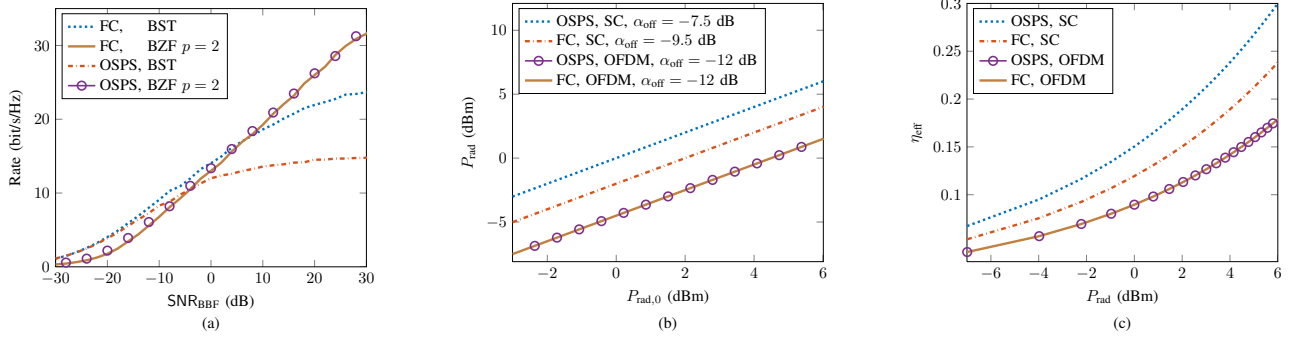 FC, BST
FC, BZF p = 2
OSPS, BST
OSPS, BZF p = 2
30
20
10
0
Rate (bit/s/Hz)
−30 −20 −10 0 10 20 30
SNR_BBF (dB)
(a)
OSPS, SC, α_off = −7.5 dB
FC, SC, α_off = −9.5 dB
OSPS, OFDM, α_off = −12 dB
FC, OFDM, α_off = −12 dB
10
5
0
−5
P_rad (dBm)
−2 0 2 4 6
P_rad,0 (dBm)
(b)
OSPS, SC
FC, SC
OSPS, OFDM
FC, OFDM
0.3
0.25
0.2
0.15
0.1
η_eff
−6 −4 −2 0 2 4 6
P_rad (dBm)
(c)